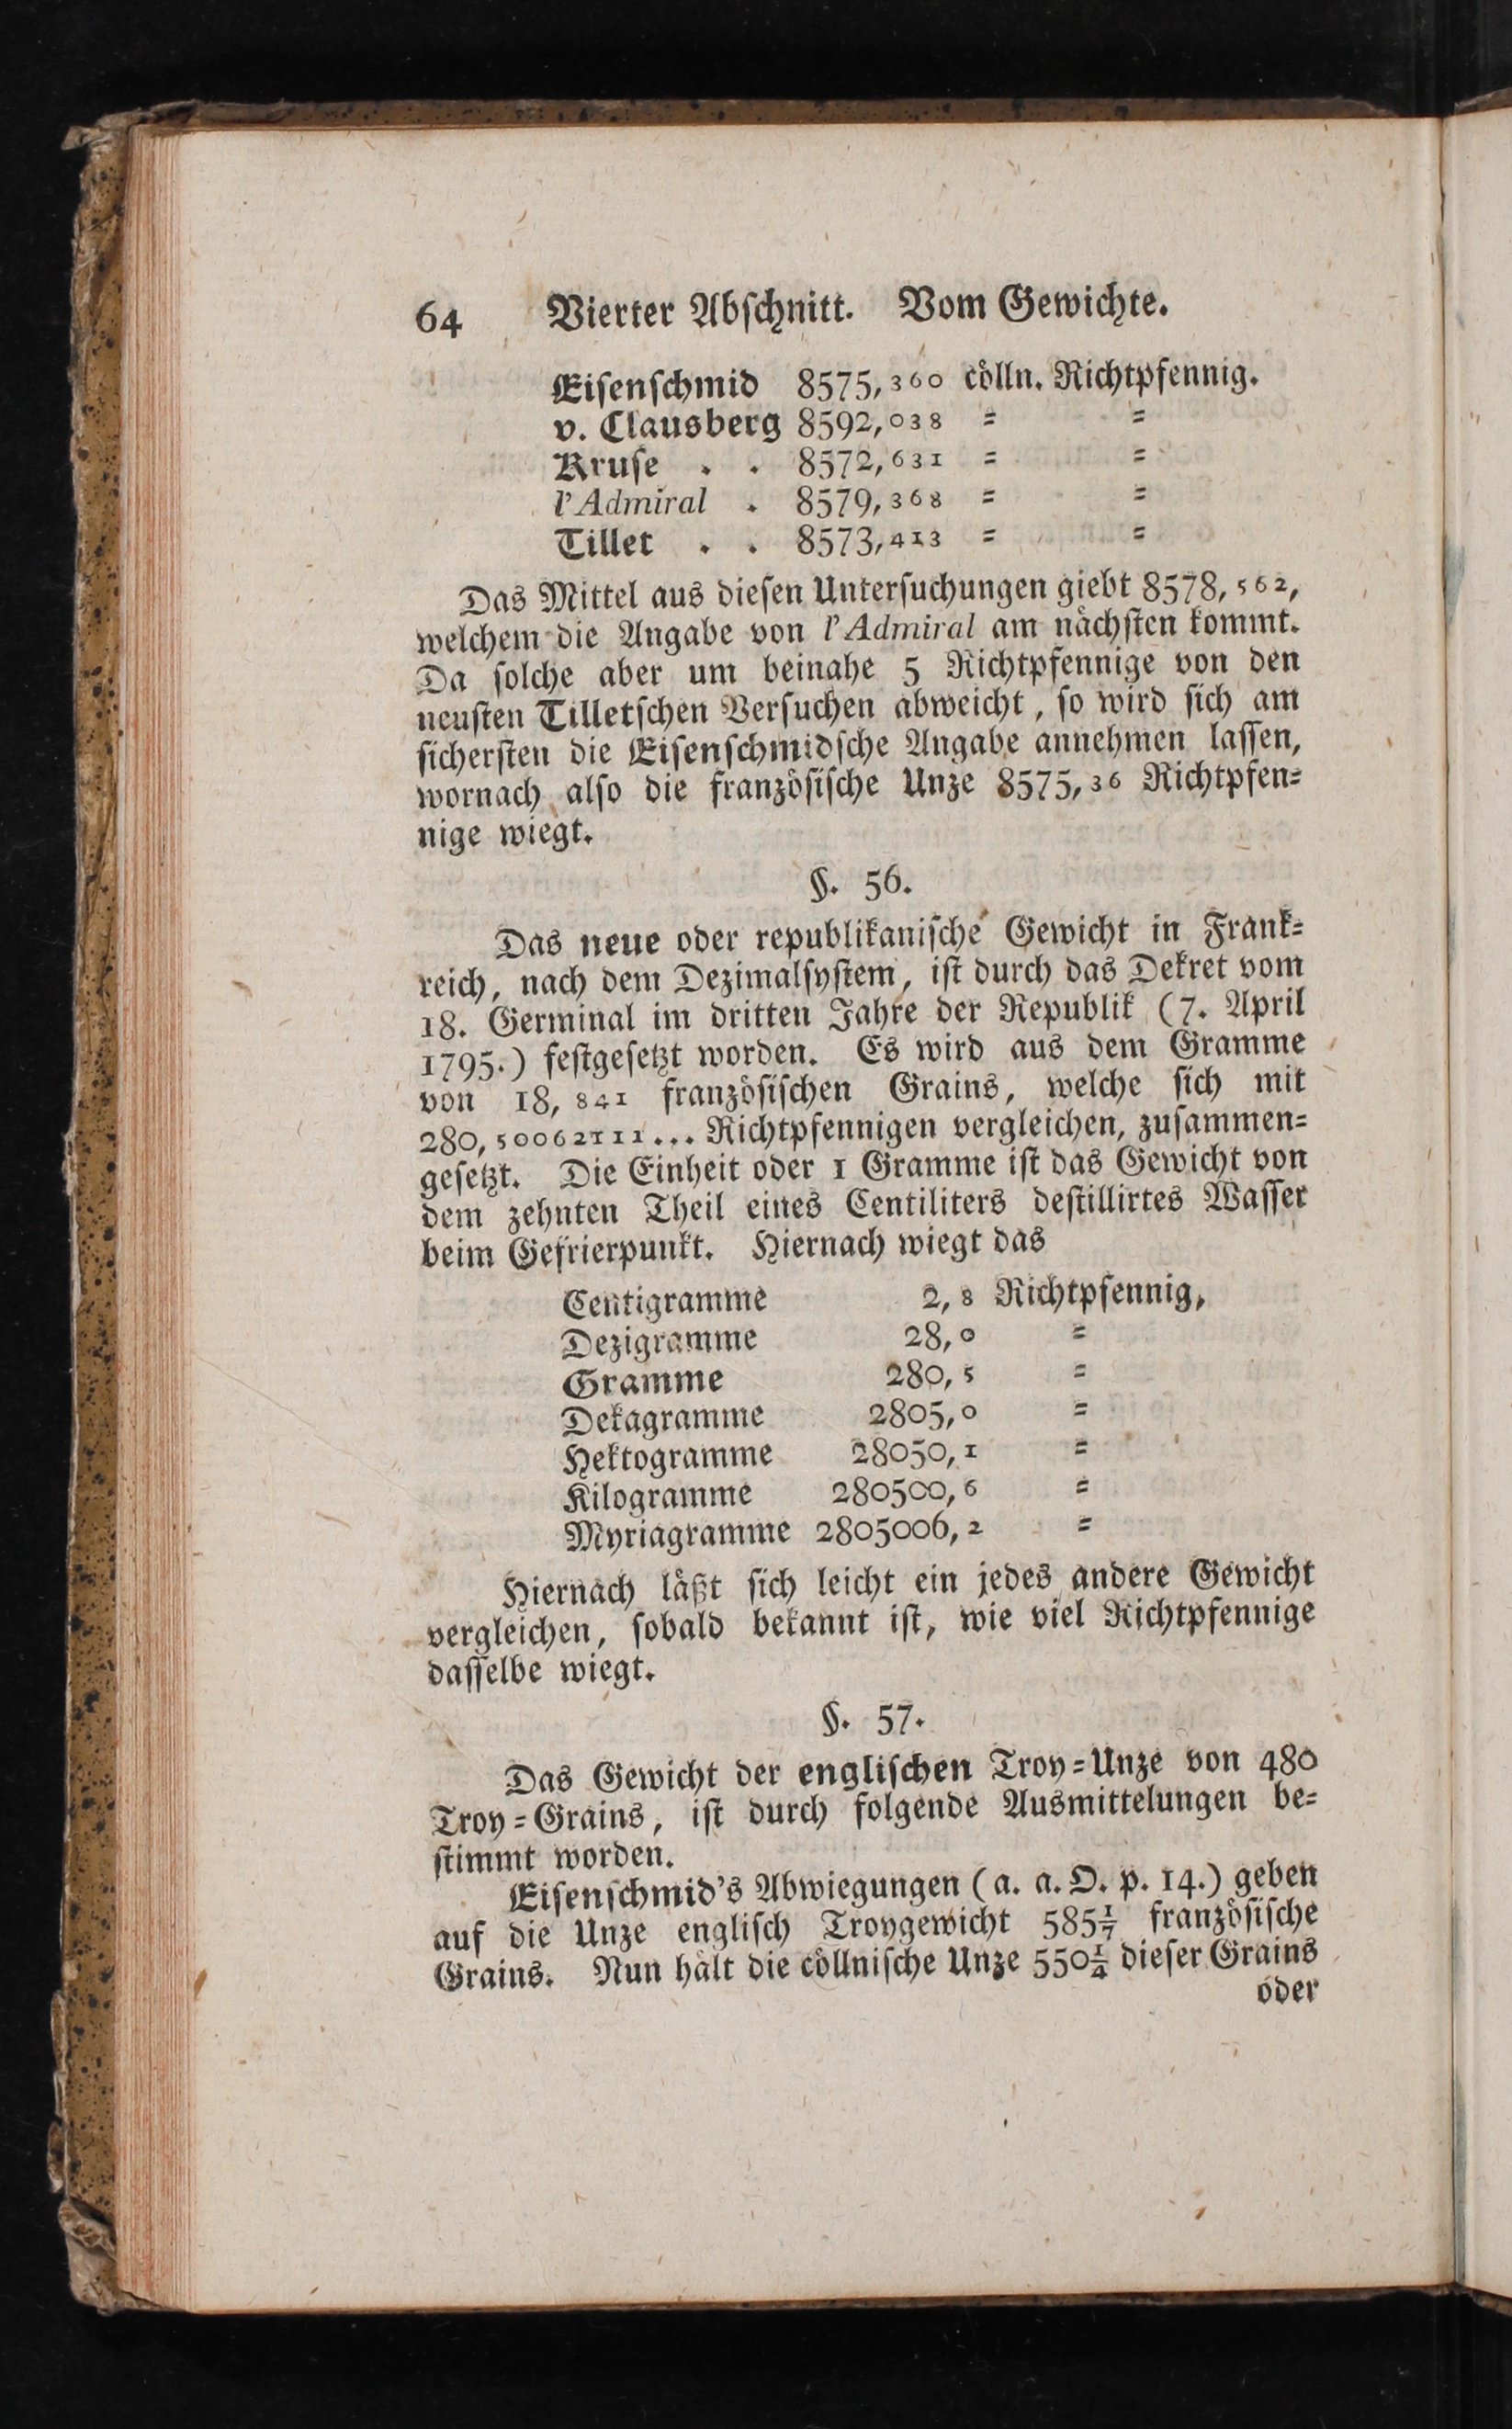 64 Vierter Abſchnitt. Vom Gewichte.
Eiſenſchmid 8575,360 cölln. Richtpfennig.
v. Clausberg 8592,038 = =
Kruſe . . 8572,631 = =
l'Admiral . 8579,368 = =
Tillet . . 8573,413 = =
Das Mittel aus dieſen Unterſuchungen giebt 8578,562,
welchem die Angabe von l'Admiral am nächſten kommt.
Da ſolche aber um beinahe 5 Richtpfennige von den
neuſten Tilletſchen Verſuchen abweicht, ſo wird ſich am
ſicherſten die Eiſenſchmidſche Angabe annehmen laſſen,
wornach alſo die franzöſiſche Unze 8575,36 Richtpfen=
nige wiegt.
§. 56.
Das neue oder republikaniſche Gewicht in Frank=
reich, nach dem Dezimalſyſtem, iſt durch das Dekret vom
18. Germinal im dritten Jahre der Republik (7. April
1795.) feſtgeſetzt worden. Es wird aus dem Gramme
von 18,841 franzöſiſchen Grains, welche ſich mit
280,50062111... Richtpfennigen vergleichen, zuſammen=
geſetzt. Die Einheit oder 1 Gramme iſt das Gewicht von
dem zehnten Theil eines Centiliters deſtillirtes Waſſer
beim Gefrierpunkt. Hiernach wiegt das
Centigramme 2,8 Richtpfennig,
Dezigramme 28,0 =
Gramme 280,5 =
Dekagramme 2805,0 =
Hektogramme 28050,1 =
Kilogramme 280500,6 =
Myriagramme 2805006,2 =
Hiernach läßt ſich leicht ein jedes andere Gewicht
vergleichen, ſobald bekannt iſt, wie viel Richtpfennige
daſſelbe wiegt.
§. 57.
Das Gewicht der engliſchen Troy=Unze von 480
Troy=Grains, iſt durch folgende Ausmittelungen be=
ſtimmt worden.
Eiſenſchmid's Abwiegungen (a. a. O. p. 14.) geben
auf die Unze engliſch Troygewicht 585 1/7 franzöſiſche
Grains. Nun hält die cöllniſche Unze 550 1/4 dieſer Grains
oder